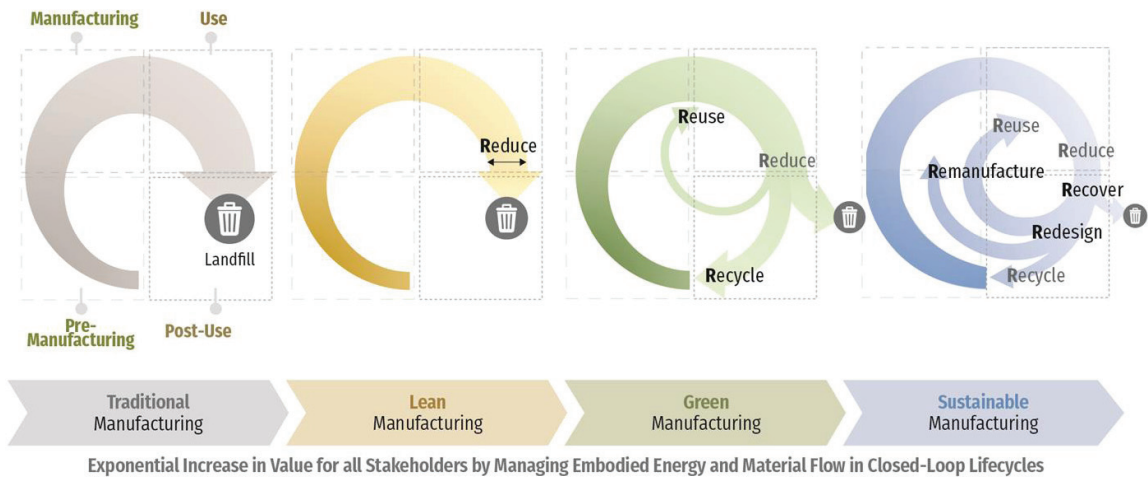 Manufacturing
Use
Landfill
Pre-
Manufacturing
Post-Use
Reduce
Reuse
Reduce
Recycle
Reuse
Reduce
Remanufacture
Recover
Redesign
Recycle
Traditional
Manufacturing
Lean
Manufacturing
Green
Manufacturing
Sustainable
Manufacturing
Exponential Increase in Value for all Stakeholders by Managing Embodied Energy and Material Flow in Closed-Loop Lifecycles